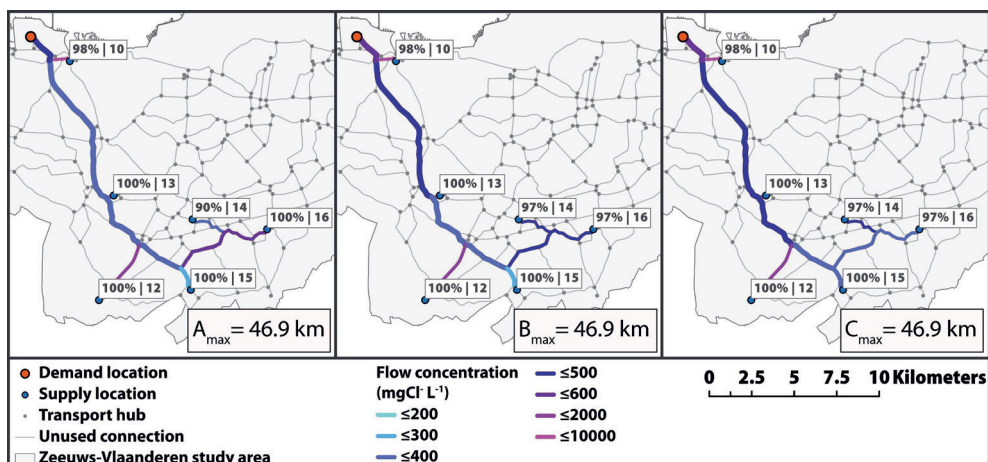 98% | 10
100% | 13
90% | 14
100% | 16
100% | 15
100% | 12
Amax = 46.9 km
98% | 10
100% | 13
97% | 14
97% | 16
100% | 15
100% | 12
Bmax = 46.9 km
98% | 10
100% | 13
97% | 14
97% | 16
100% | 15
100% | 12
Cmax = 46.9 km
Demand location
Supply location
Transport hub
Unused connection
Zeeuws-Vlaanderen study area
Flow concentration
(mgCl⁻ L⁻¹)
≤200
≤300
≤400
≤500
≤600
≤2000
≤10000
0 2.5 5 7.5 10 Kilometers